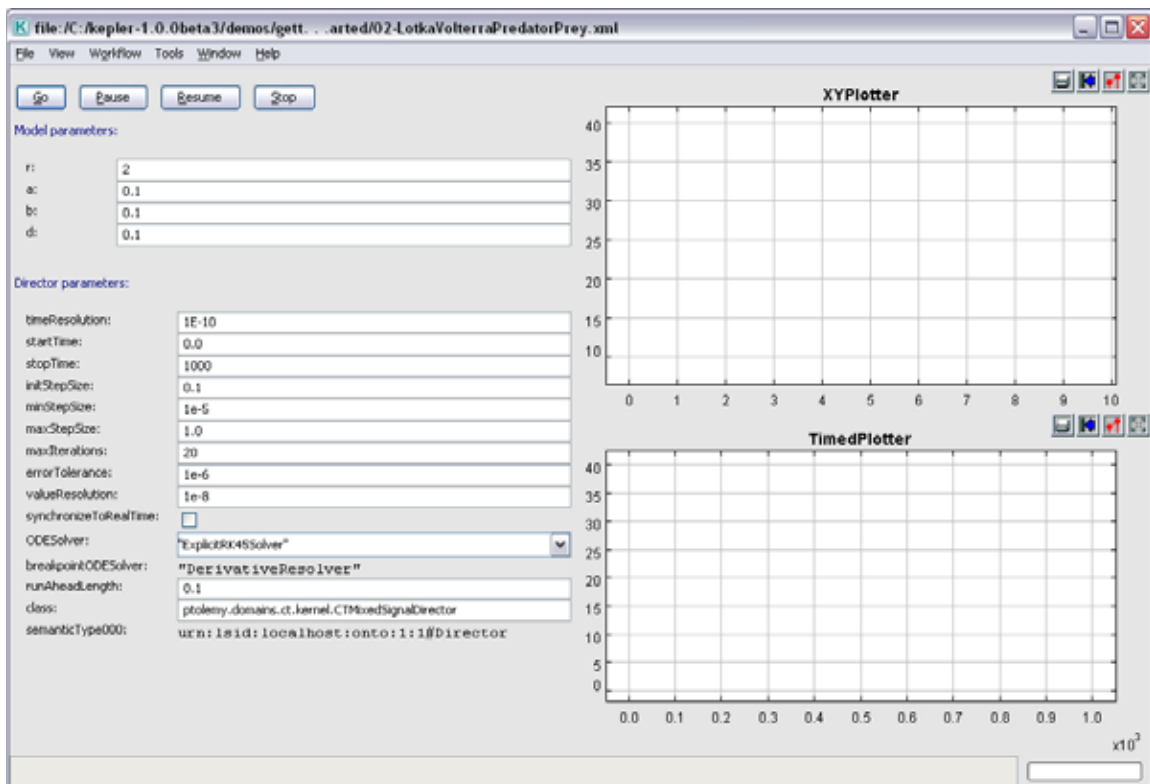 file:/C:/kepler-1.0.0beta3/demos/gett. . .arted/02-LotkaVolterraPredatorPrey.xml
File View Workflow Tools Window Help
Go Pause Resume Stop
Model parameters:
r: 2
a: 0.1
b: 0.1
d: 0.1
Director parameters:
timeResolution: 1E-10
startTime: 0.0
stopTime: 1000
initStepSize: 0.1
minStepSize: 1e-5
maxStepSize: 1.0
maxIterations: 20
errorTolerance: 1e-6
valueResolution: 1e-8
synchronizeToRealTime:
ODESolver: "ExplicitRK45Solver"
breakpointODESolver: "DerivativeResolver"
runAheadLength: 0.1
class: ptolemy.domains.ct.kernel.CTMixedSignalDirector
semanticType000: urn:lsid:localhost:onto:1:1#Director
XYPlotter
40
35
30
25
20
15
10
0 1 2 3 4 5 6 7 8 9 10
TimedPlotter
40
35
30
25
20
15
10
5
0
0.0 0.1 0.2 0.3 0.4 0.5 0.6 0.7 0.8 0.9 1.0
x10³